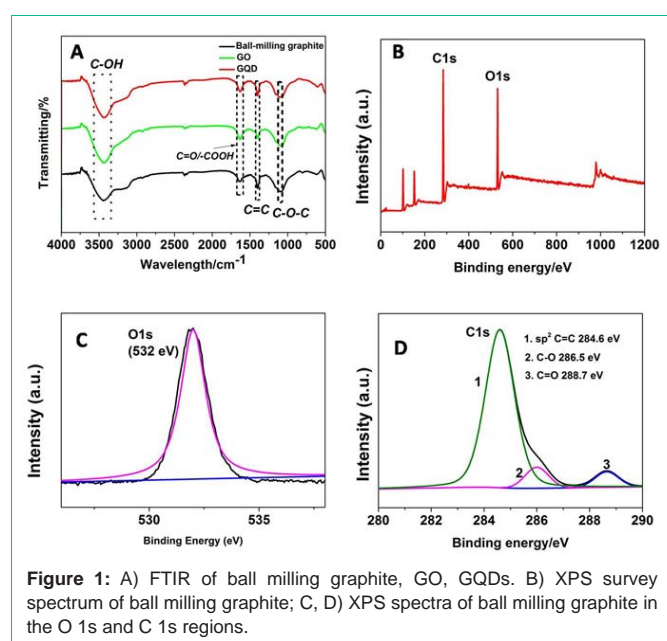 A
C-OH
Ball-milling graphite
GO
GQD
C=O/-COOH
C=C
C-O-C
Transmitting/%
4000 3500 3000 2500 2000 1500 1000 500
Wavelength/cm-1
B
C1s
O1s
Intensity (a.u.)
0 200 400 600 800 1000 1200
Binding energy/eV
C
O1s
(532 eV)
Intensity (a.u.)
530 535
Binding Energy (eV)
D
C1s
1. sp2 C=C 284.6 eV
2. C-O 286.5 eV
3. C=O 288.7 eV
1
2
3
Intensity (a.u.)
280 282 284 286 288 290
Binding energy/eV
Figure 1: A) FTIR of ball milling graphite, GO, GQDs. B) XPS survey
spectrum of ball milling graphite; C, D) XPS spectra of ball milling graphite in
the O 1s and C 1s regions.